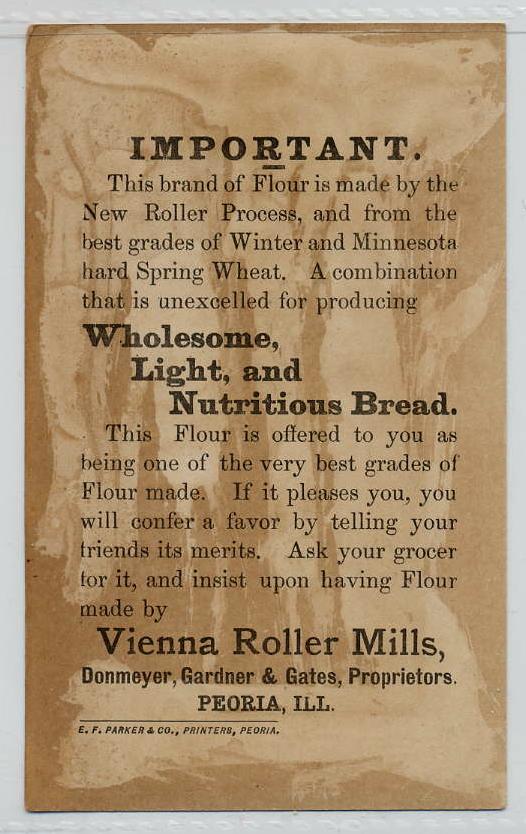 IMPORTANT.
This brand of Flour is made by the
New Roller Process, and from the
best grades of Winter and Minnesota
hard Spring Wheat. A combination
that is unexcelled for producing
Wholesome,
Light, and
Nutritious Bread.
This Flour is offered to you as
being one of the very best grades of
Flour made. If it pleases you, you
will confer a favor by telling your
friends its merits. Ask your grocer
for it, and insist upon having Flour
made by
Vienna Roller Mills,
Donmeyer, Gardner & Gates, Proprietors.
PEORIA, ILL.
E. F. PARKER & CO., PRINTERS, PEORIA.